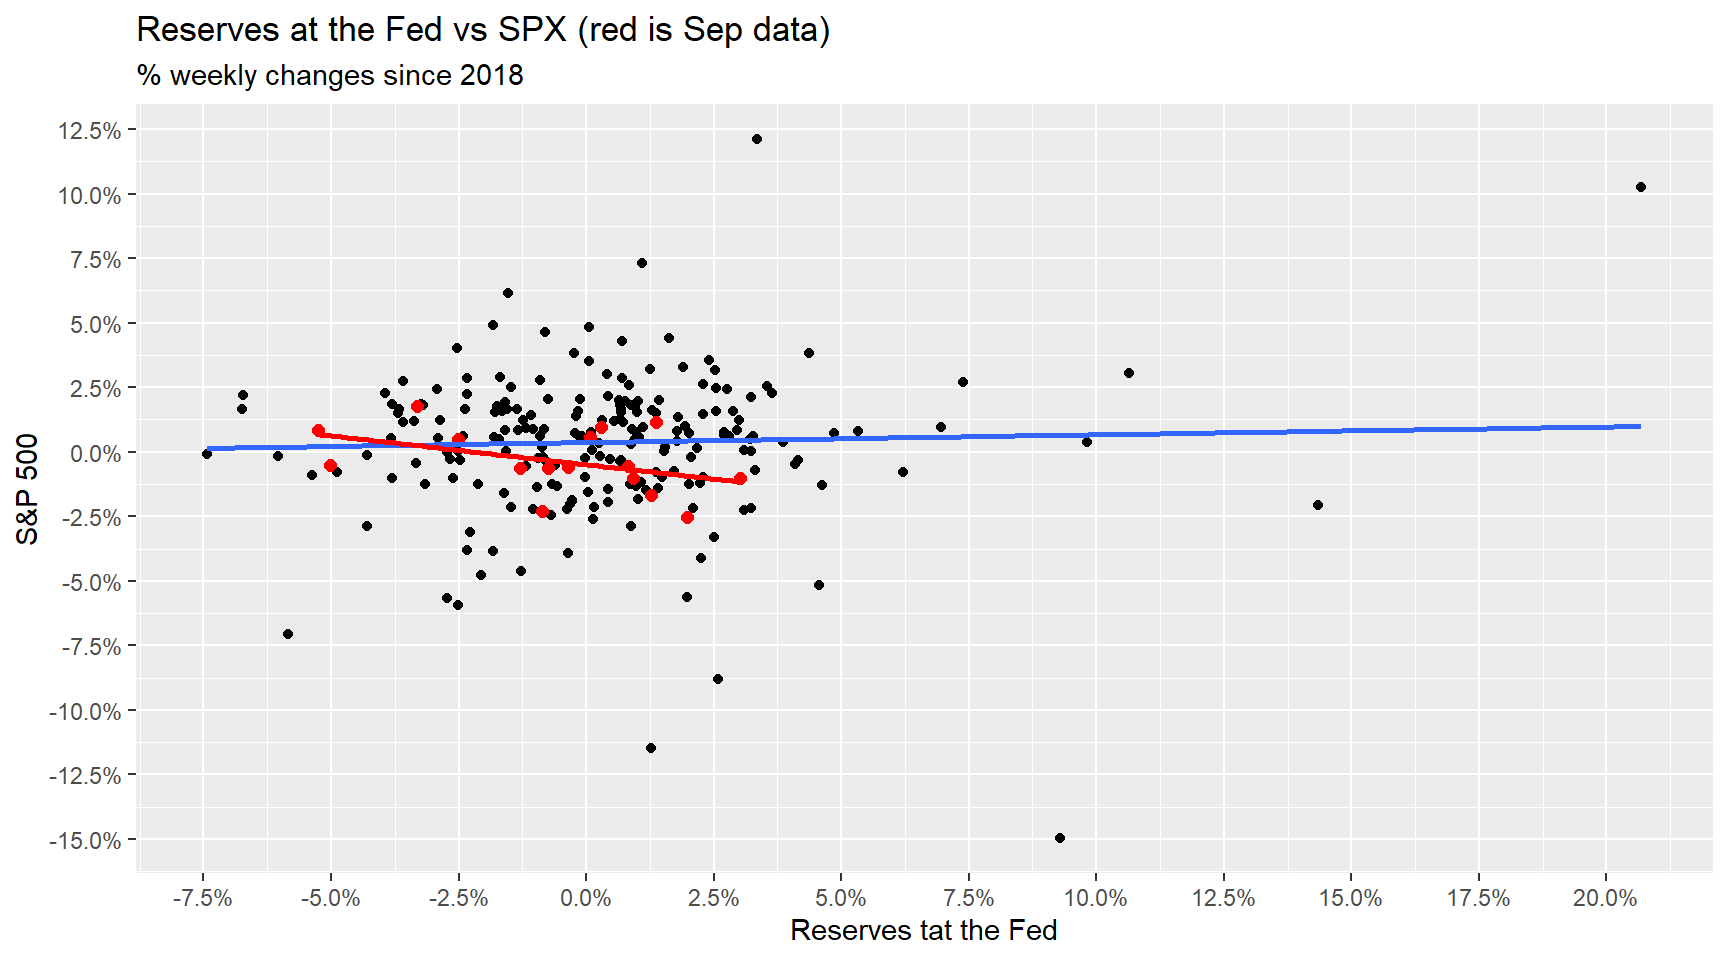 Reserves at the Fed vs SPX (red is Sep data)
% weekly changes since 2018
12.5%
10.0%
7.5%
5.0%
2.5%
0.0%
-2.5%
-5.0%
-7.5%
-10.0%
-12.5%
-15.0%
S&P 500
-7.5% -5.0% -2.5% 0.0% 2.5% 5.0% 7.5% 10.0% 12.5% 15.0% 17.5% 20.0%
Reserves tat the Fed